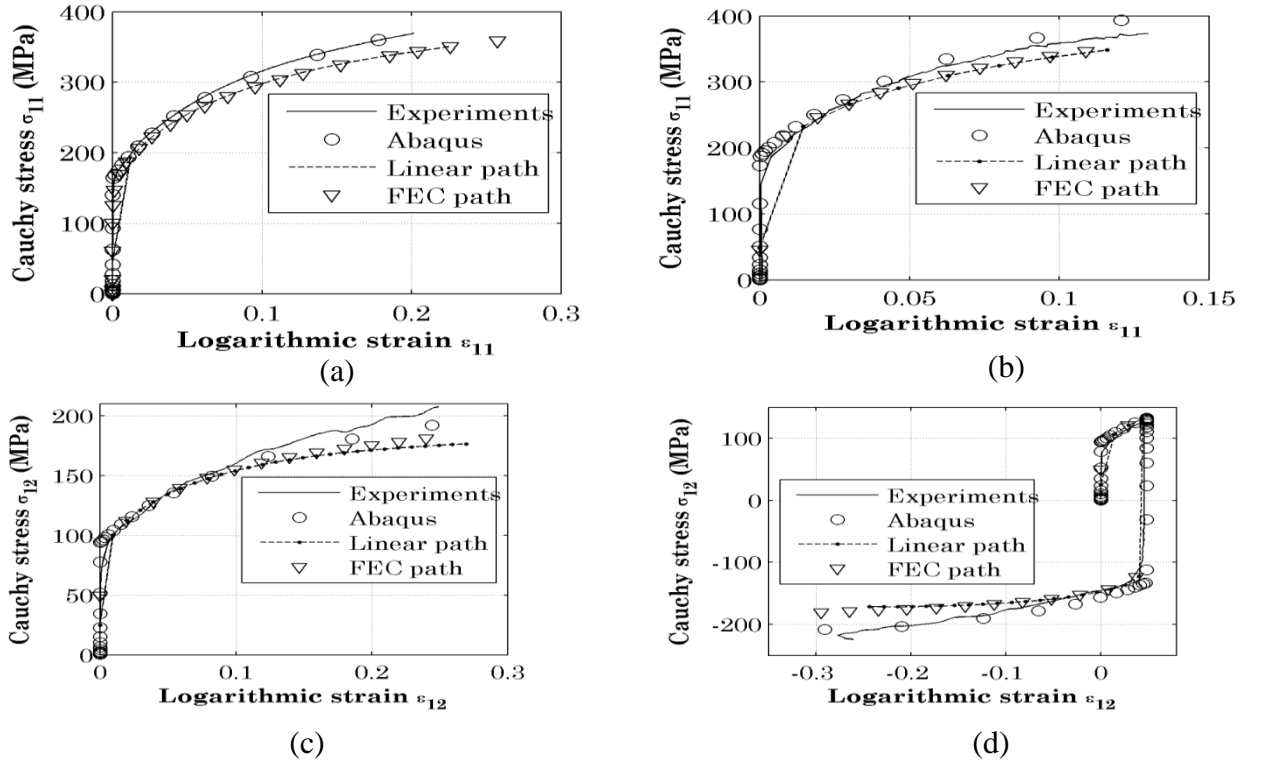 400
300
200
100
0
Cauchy stress σ11 (MPa)
Experiments
Abaqus
Linear path
FEC path
0 0.1 0.2 0.3
Logarithmic strain ε11
(a)
400
300
200
100
0
Cauchy stress σ11 (MPa)
Experiments
Abaqus
Linear path
FEC path
0 0.05 0.1 0.15
Logarithmic strain ε11
(b)
200
150
100
50
0
Cauchy stress σ12 (MPa)
Experiments
Abaqus
Linear path
FEC path
0 0.1 0.2 0.3
Logarithmic strain ε12
(c)
100
0
-100
-200
Cauchy stress σ12 (MPa)
Experiments
Abaqus
Linear path
FEC path
-0.3 -0.2 -0.1 0
Logarithmic strain ε12
(d)